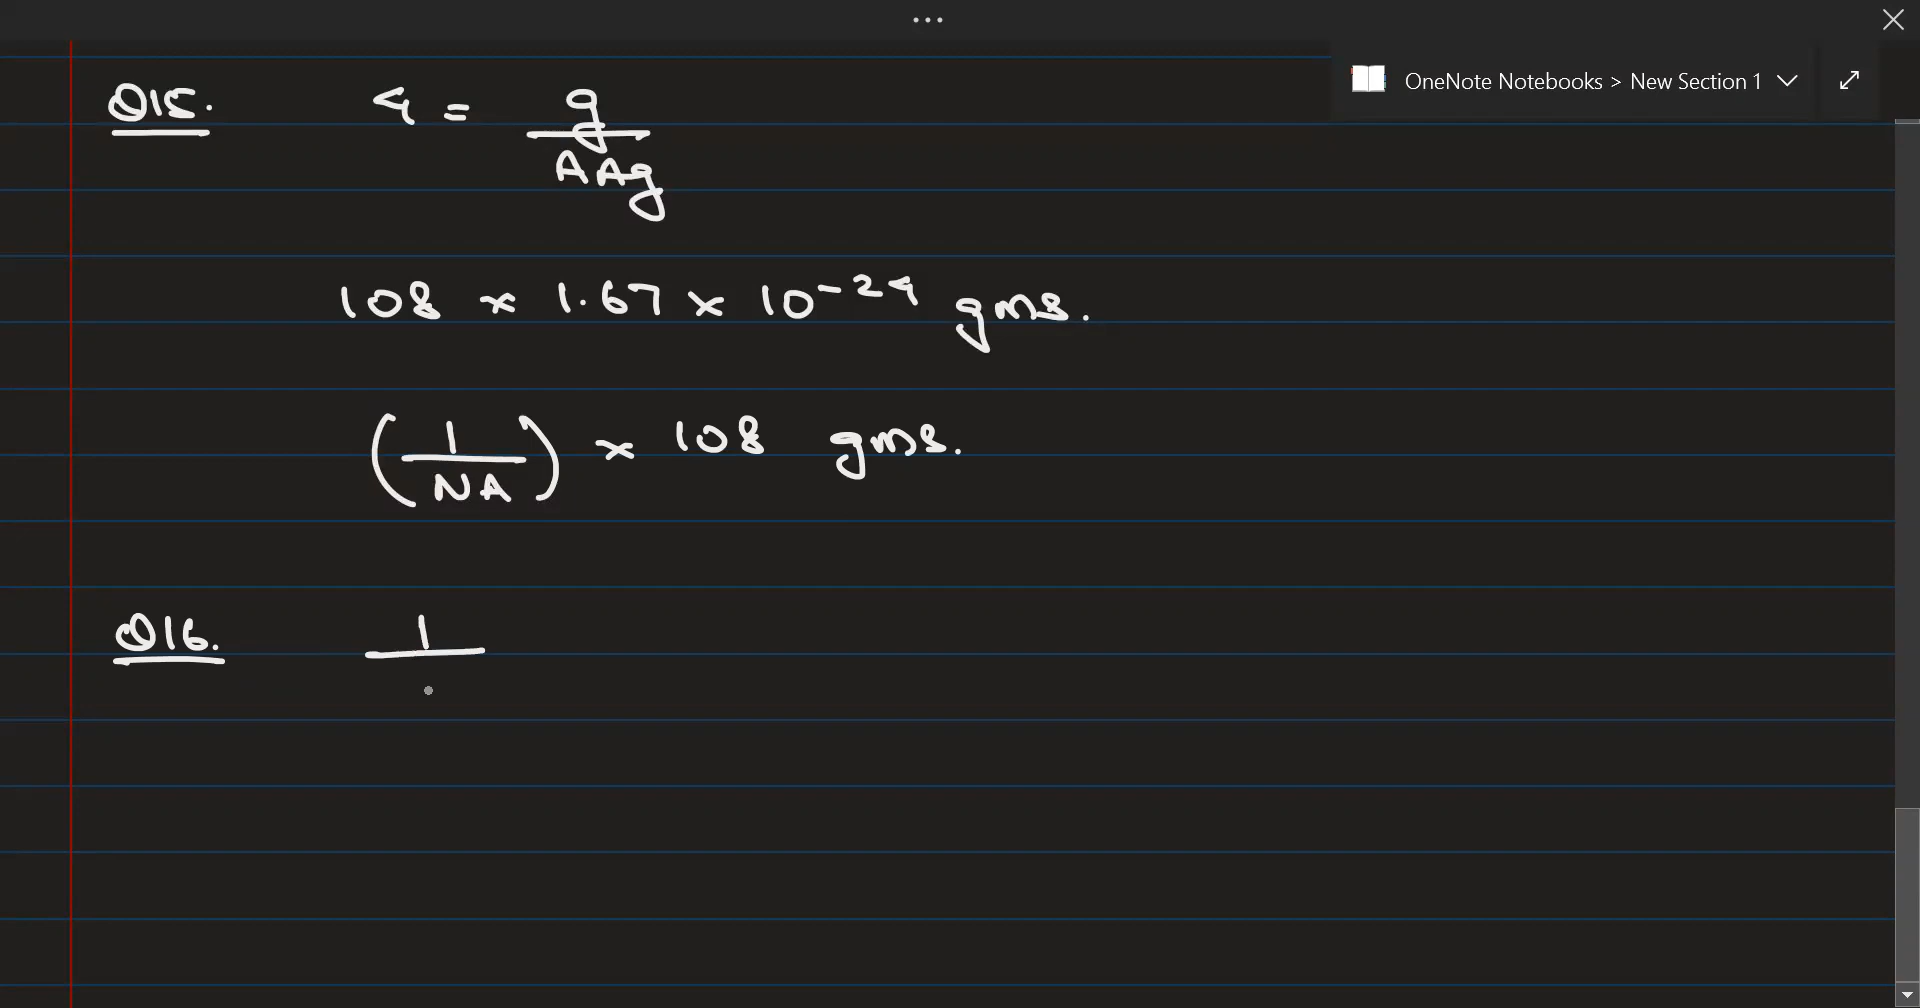 ...
OneNote Notebooks > New Section 1
Q15. 4 = g / AAg
108 × 1.67 × 10⁻²⁴ gms.
(1/NA) × 108 gms.
Q16. 1